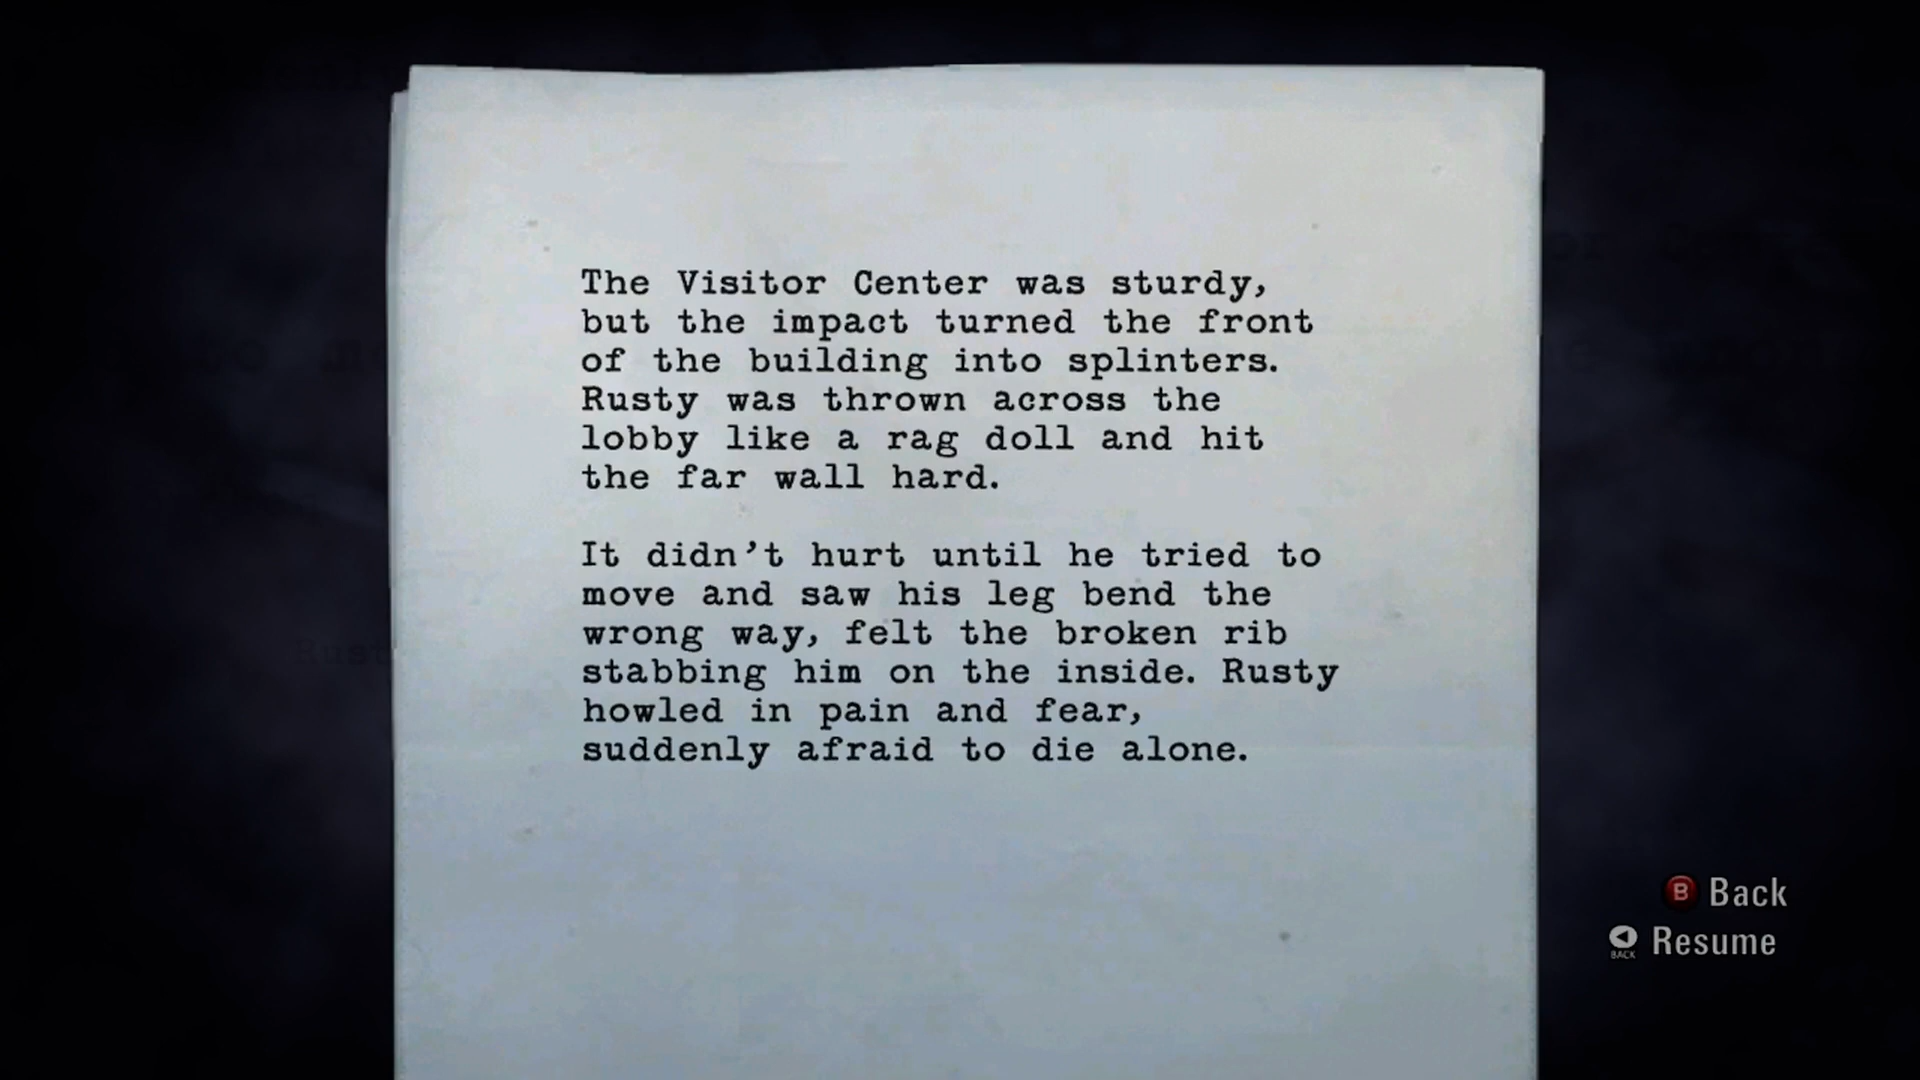 The Visitor Center was sturdy,
but the impact turned the front
of the building into splinters.
Rusty was thrown across the
lobby like a rag doll and hit
the far wall hard.
It didn't hurt until he tried to
move and saw his leg bend the
wrong way, felt the broken rib
stabbing him on the inside. Rusty
howled in pain and fear,
suddenly afraid to die alone.
B Back
BACK Resume